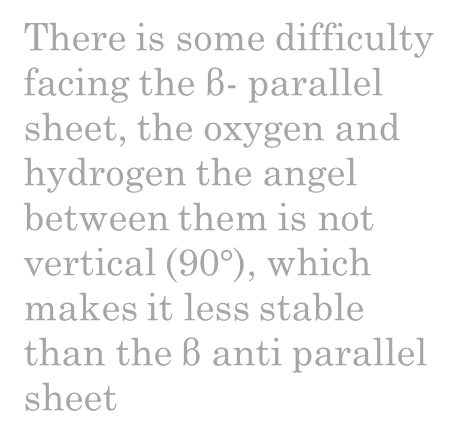 There is some difficulty
facing the β- parallel
sheet, the oxygen and
hydrogen the angel
between them is not
vertical (90°), which
makes it less stable
than the β anti parallel
sheet